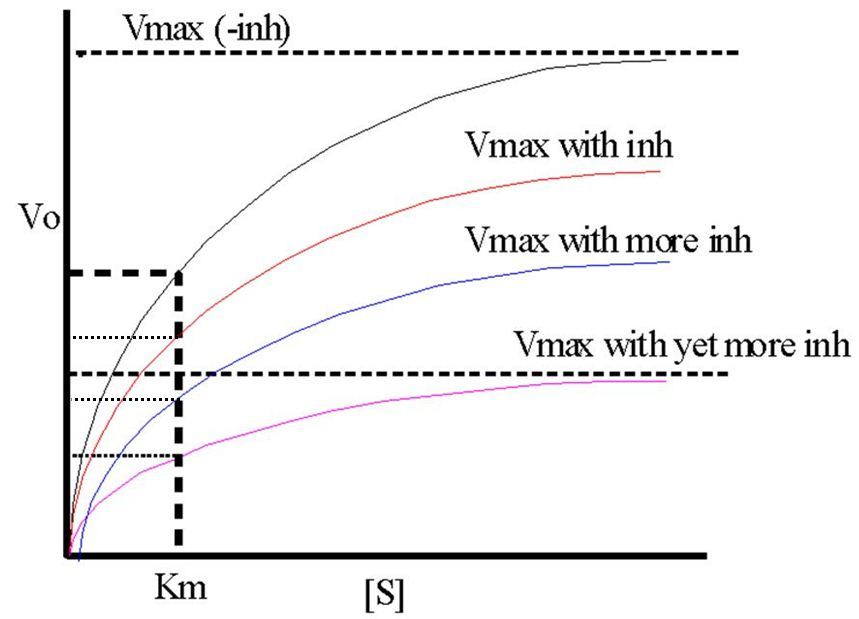 Vmax (-inh)
Vmax with inh
Vo
Vmax with more inh
Vmax with yet more inh
Km
[S]